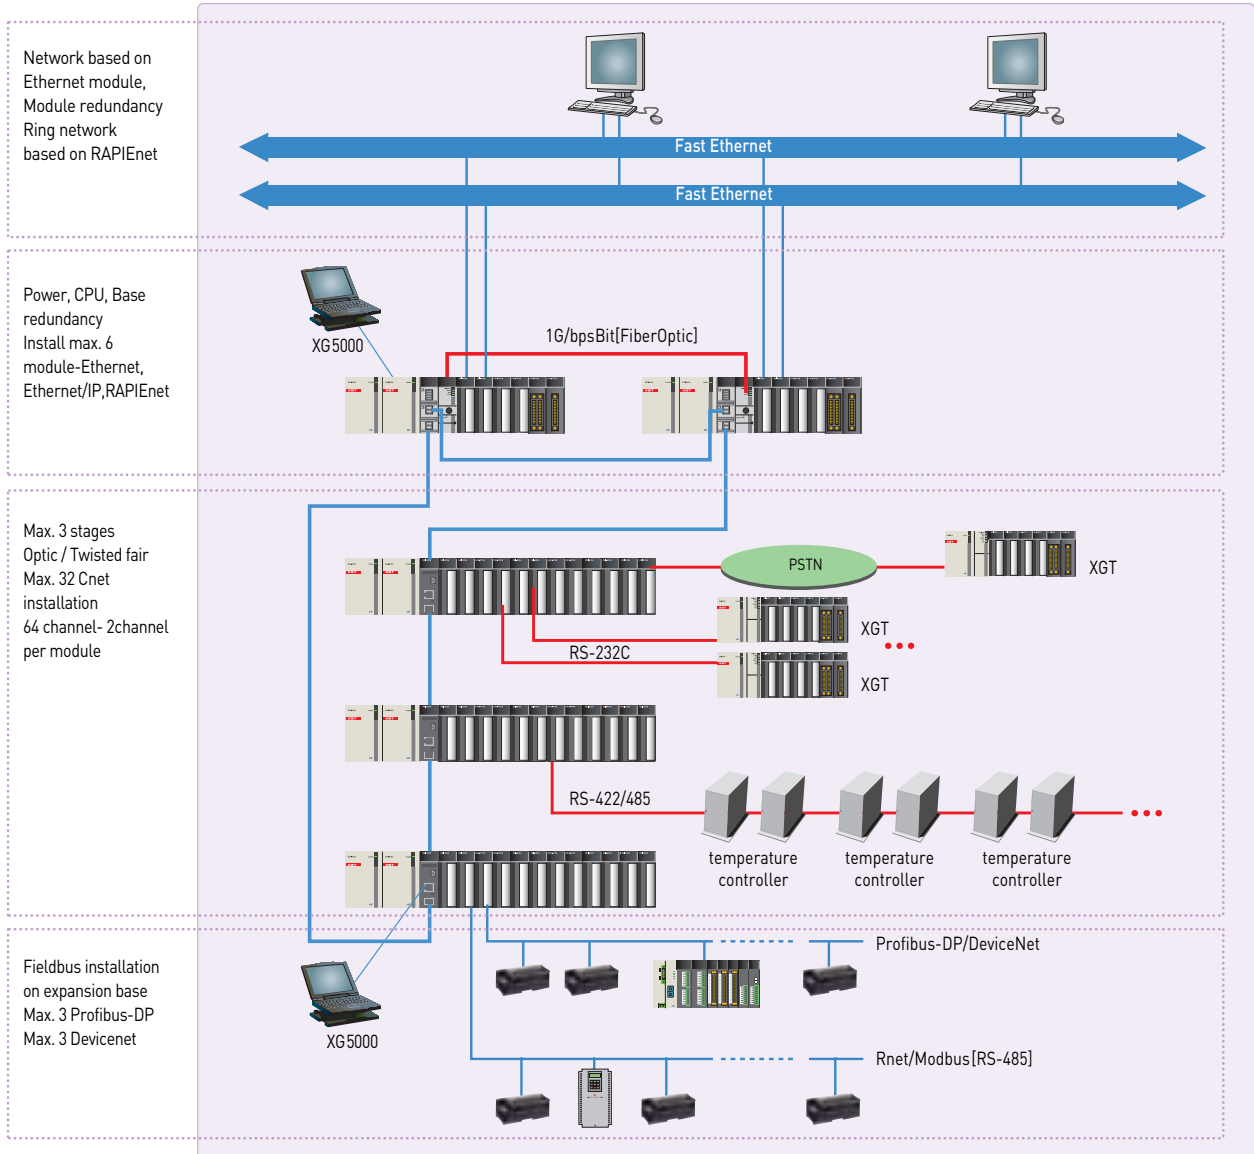 Network based on
Ethernet module,
Module redundancy
Ring network
based on RAPIEnet
Fast Ethernet
Fast Ethernet
Power, CPU, Base
redundancy
Install max. 6
module-Ethernet,
Ethernet/IP,RAPIEnet
XG5000
1G/bpsBit[FiberOptic]
Max. 3 stages
Optic / Twisted fair
Max. 32 Cnet
installation
64 channel- 2channel
per module
PSTN
XGT
XGT
RS-232C
XGT
RS-422/485
temperature
controller
temperature
controller
temperature
controller
Fieldbus installation
on expansion base
Max. 3 Profibus-DP
Max. 3 Devicenet
XG5000
Profibus-DP/DeviceNet
Rnet/Modbus[RS-485]